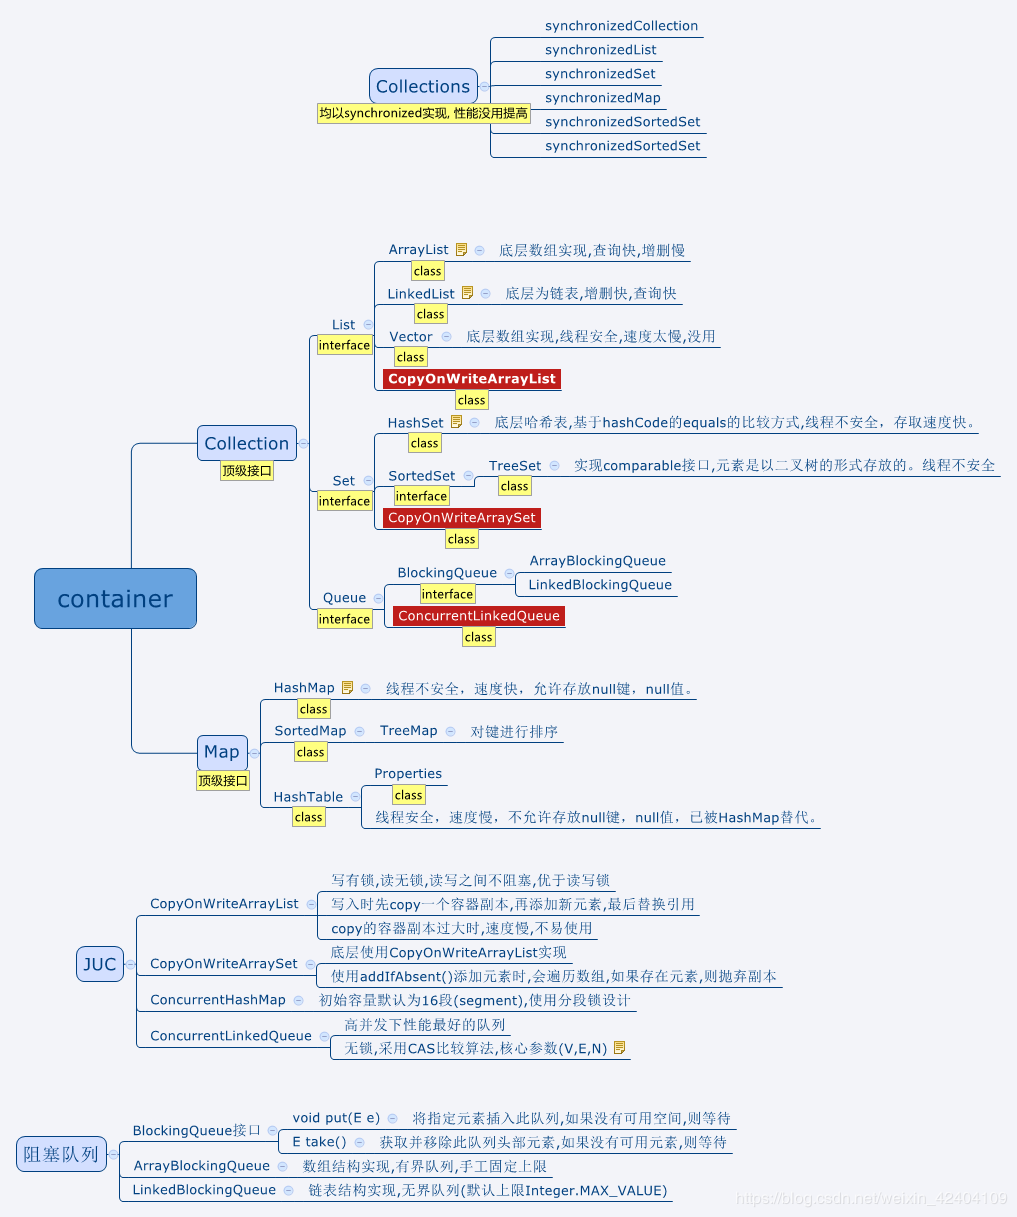 synchronizedCollection
synchronizedList
synchronizedSet
Collections
synchronizedMap
均以synchronized实现, 性能没用提高
synchronizedSortedSet
synchronizedSortedSet
ArrayList 底层数组实现,查询快,增删慢
class
LinkedList 底层为链表,增删快,查询快
class
List
interface
Vector 底层数组实现,线程安全,速度太慢,没用
class
CopyOnWriteArrayList
class
Collection
顶级接口
HashSet 底层哈希表,基于hashCode的equals的比较方式,线程不安全，存取速度快。
class
Set
interface
SortedSet
interface
TreeSet 实现comparable接口,元素是以二叉树的形式存放的。线程不安全
class
CopyOnWriteArraySet
class
container
Queue
interface
BlockingQueue
interface
ArrayBlockingQueue
LinkedBlockingQueue
ConcurrentLinkedQueue
class
HashMap 线程不安全，速度快，允许存放null键，null值。
class
Map
顶级接口
SortedMap TreeMap 对键进行排序
class
HashTable
class
Properties
class
线程安全，速度慢，不允许存放null键，null值，已被HashMap替代。
JUC
CopyOnWriteArrayList
写有锁,读无锁,读写之间不阻塞,优于读写锁
写入时先copy一个容器副本,再添加新元素,最后替换引用
copy的容器副本过大时,速度慢,不易使用
CopyOnWriteArraySet
底层使用CopyOnWriteArrayList实现
使用addIfAbsent()添加元素时,会遍历数组,如果存在元素,则抛弃副本
ConcurrentHashMap 初始容量默认为16段(segment),使用分段锁设计
ConcurrentLinkedQueue
高并发下性能最好的队列
无锁,采用CAS比较算法,核心参数(V,E,N)
阻塞队列
BlockingQueue接口
void put(E e) 将指定元素插入此队列,如果没有可用空间,则等待
E take() 获取并移除此队列头部元素,如果没有可用元素,则等待
ArrayBlockingQueue 数组结构实现,有界队列,手工固定上限
LinkedBlockingQueue 链表结构实现,无界队列(默认上限Integer.MAX_VALUE)
https://blog.csdn.net/weixin_42404109